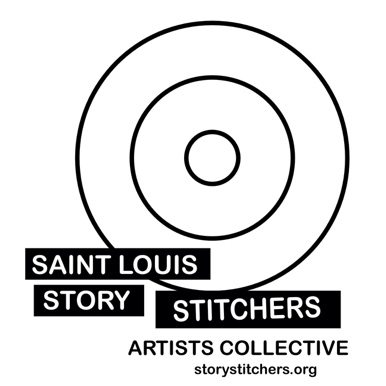 SAINT LOUIS
STORY STITCHERS
ARTISTS COLLECTIVE
storystitchers.org